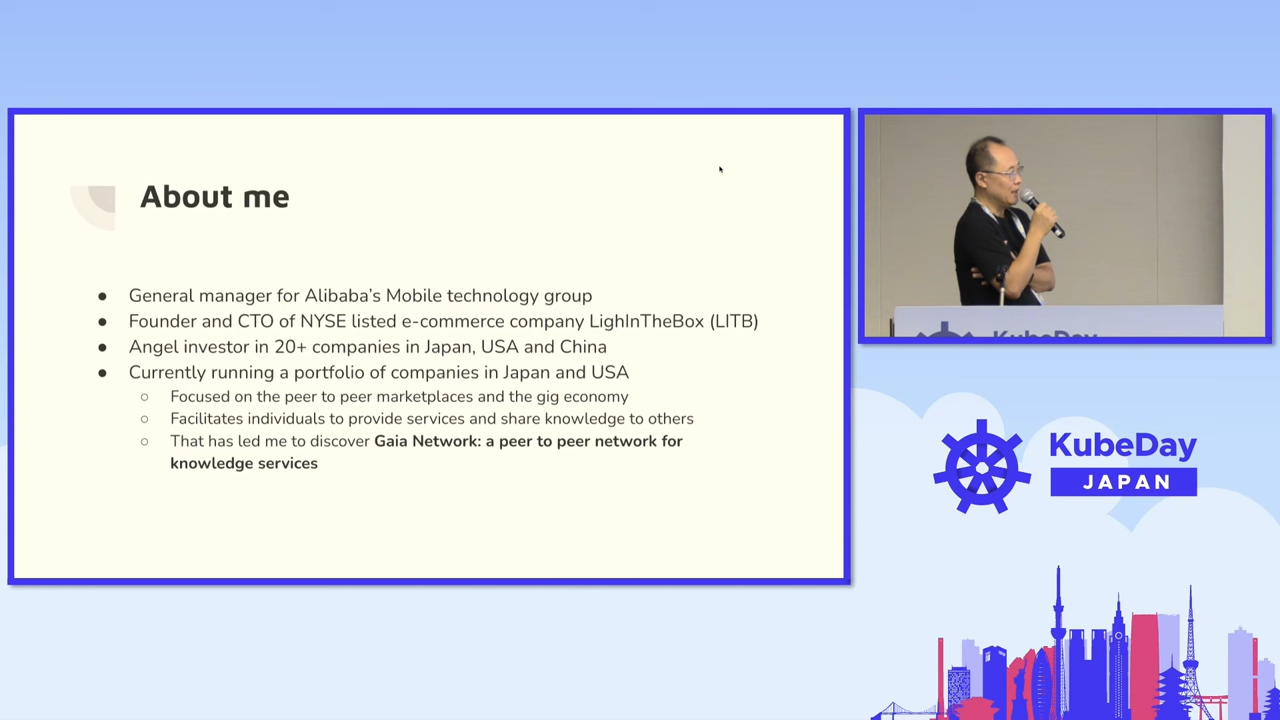 About me
● General manager for Alibaba's Mobile technology group
● Founder and CTO of NYSE listed e-commerce company LighInTheBox (LITB)
● Angel investor in 20+ companies in Japan, USA and China
● Currently running a portfolio of companies in Japan and USA
○ Focused on the peer to peer marketplaces and the gig economy
○ Facilitates individuals to provide services and share knowledge to others
○ That has led me to discover Gaia Network: a peer to peer network for
knowledge services
KubeDay
KubeDay
JAPAN